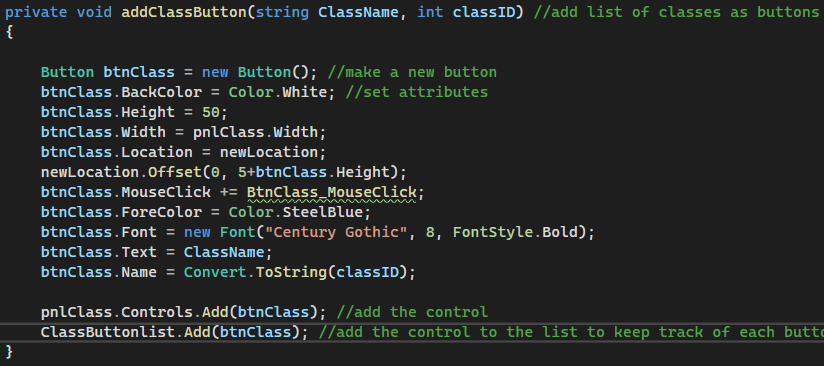 private void addClassButton(string ClassName, int classID) //add list of classes as buttons
{
Button btnClass = new Button(); //make a new button
btnClass.BackColor = Color.White; //set attributes
btnClass.Height = 50;
btnClass.Width = pnlClass.Width;
btnClass.Location = newLocation;
newLocation.Offset(0, 5+btnClass.Height);
btnClass.MouseClick += BtnClass_MouseClick;
btnClass.ForeColor = Color.SteelBlue;
btnClass.Font = new Font("Century Gothic", 8, FontStyle.Bold);
btnClass.Text = ClassName;
btnClass.Name = Convert.ToString(classID);
pnlClass.Controls.Add(btnClass); //add the control
ClassButtonlist.Add(btnClass); //add the control to the list to keep track of each butto
}